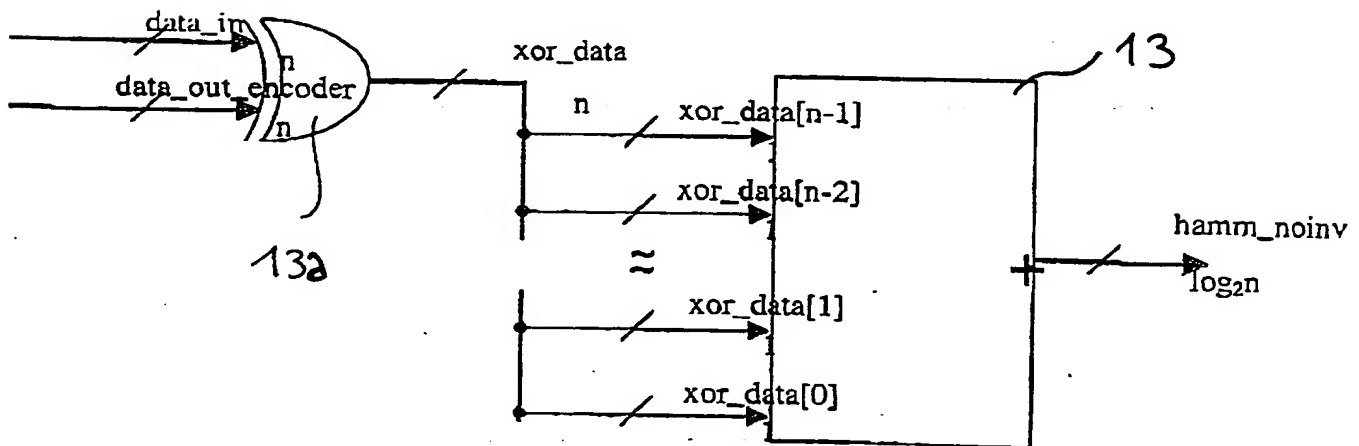 data_in
n
data_out_encoder
n
13a
xor_data
n
xor_data[n-1]
xor_data[n-2]
≈
xor_data[1]
xor_data[0]
13
+
hamm_noinv
log₂n